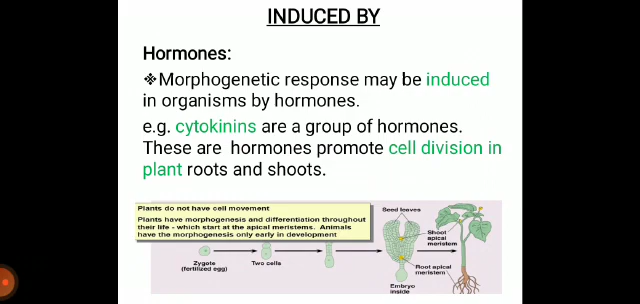 INDUCED BY
Hormones:
❖Morphogenetic response may be induced
in organisms by hormones.
e.g. cytokinins are a group of hormones.
These are hormones promote cell division in
plant roots and shoots.
Plants do not have cell movement
Plants have morphogenesis and differentiation throughout
their life - which start at the apical meristems. Animals
have the morphogenesis only early in development
Seed leaves
Shoot
apical
meristem
Zygote
(fertilized egg)
Two cells
Root apical
meristem
Embryo
inside